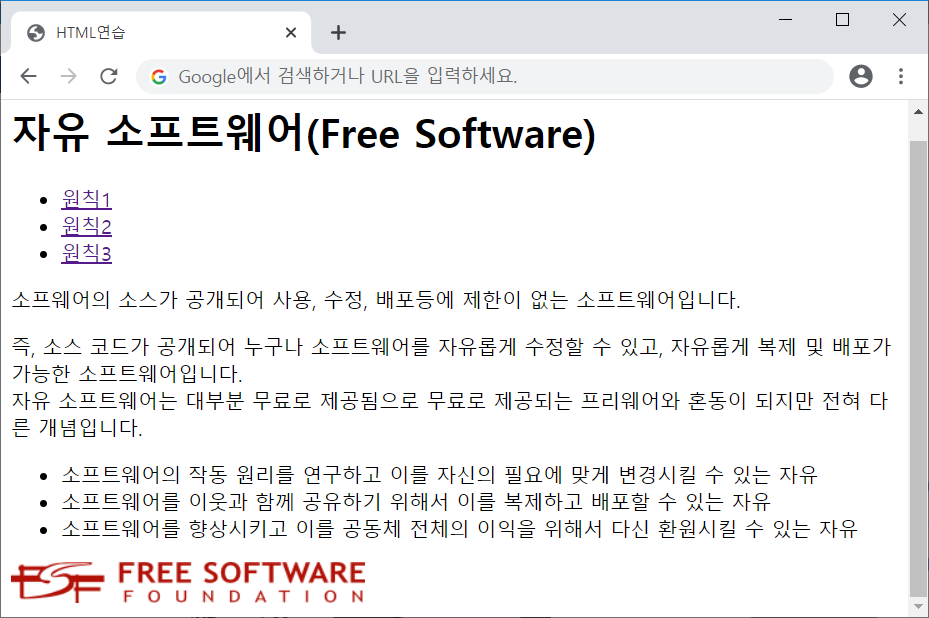 HTML연습
Google에서 검색하거나 URL을 입력하세요.
자유 소프트웨어(Free Software)
원칙1
원칙2
원칙3
소프웨어의 소스가 공개되어 사용, 수정, 배포등에 제한이 없는 소프트웨어입니다.
즉, 소스 코드가 공개되어 누구나 소프트웨어를 자유롭게 수정할 수 있고, 자유롭게 복제 및 배포가
가능한 소프트웨어입니다.
자유 소프트웨어는 대부분 무료로 제공됨으로 무료로 제공되는 프리웨어와 혼동이 되지만 전혀 다
른 개념입니다.
소프트웨어의 작동 원리를 연구하고 이를 자신의 필요에 맞게 변경시킬 수 있는 자유
소프트웨어를 이웃과 함께 공유하기 위해서 이를 복제하고 배포할 수 있는 자유
소프트웨어를 향상시키고 이를 공동체 전체의 이익을 위해서 다신 환원시킬 수 있는 자유
FSF FREE SOFTWARE
FOUNDATION